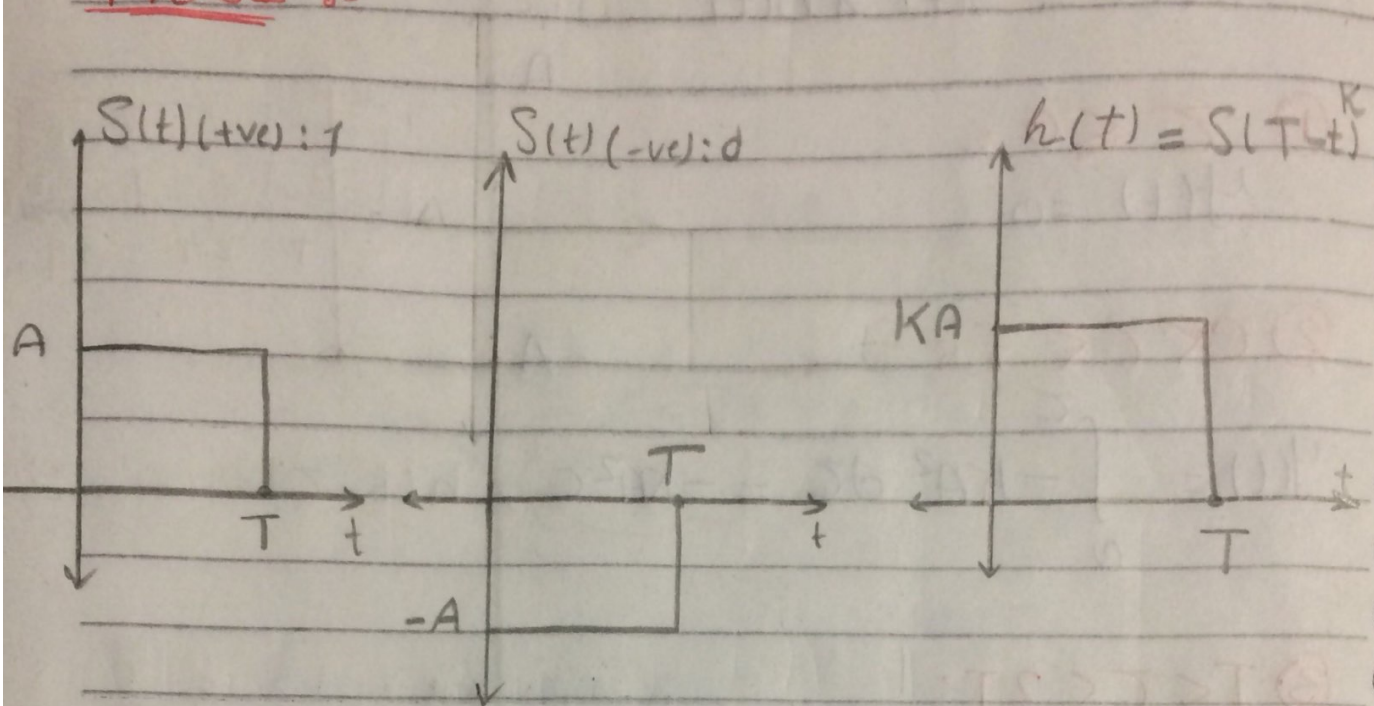 S(t)(+ve):1
S(t)(-ve):0
h(t) = S(T-t)K
A
KA
T
T
t
t
t
T
-A